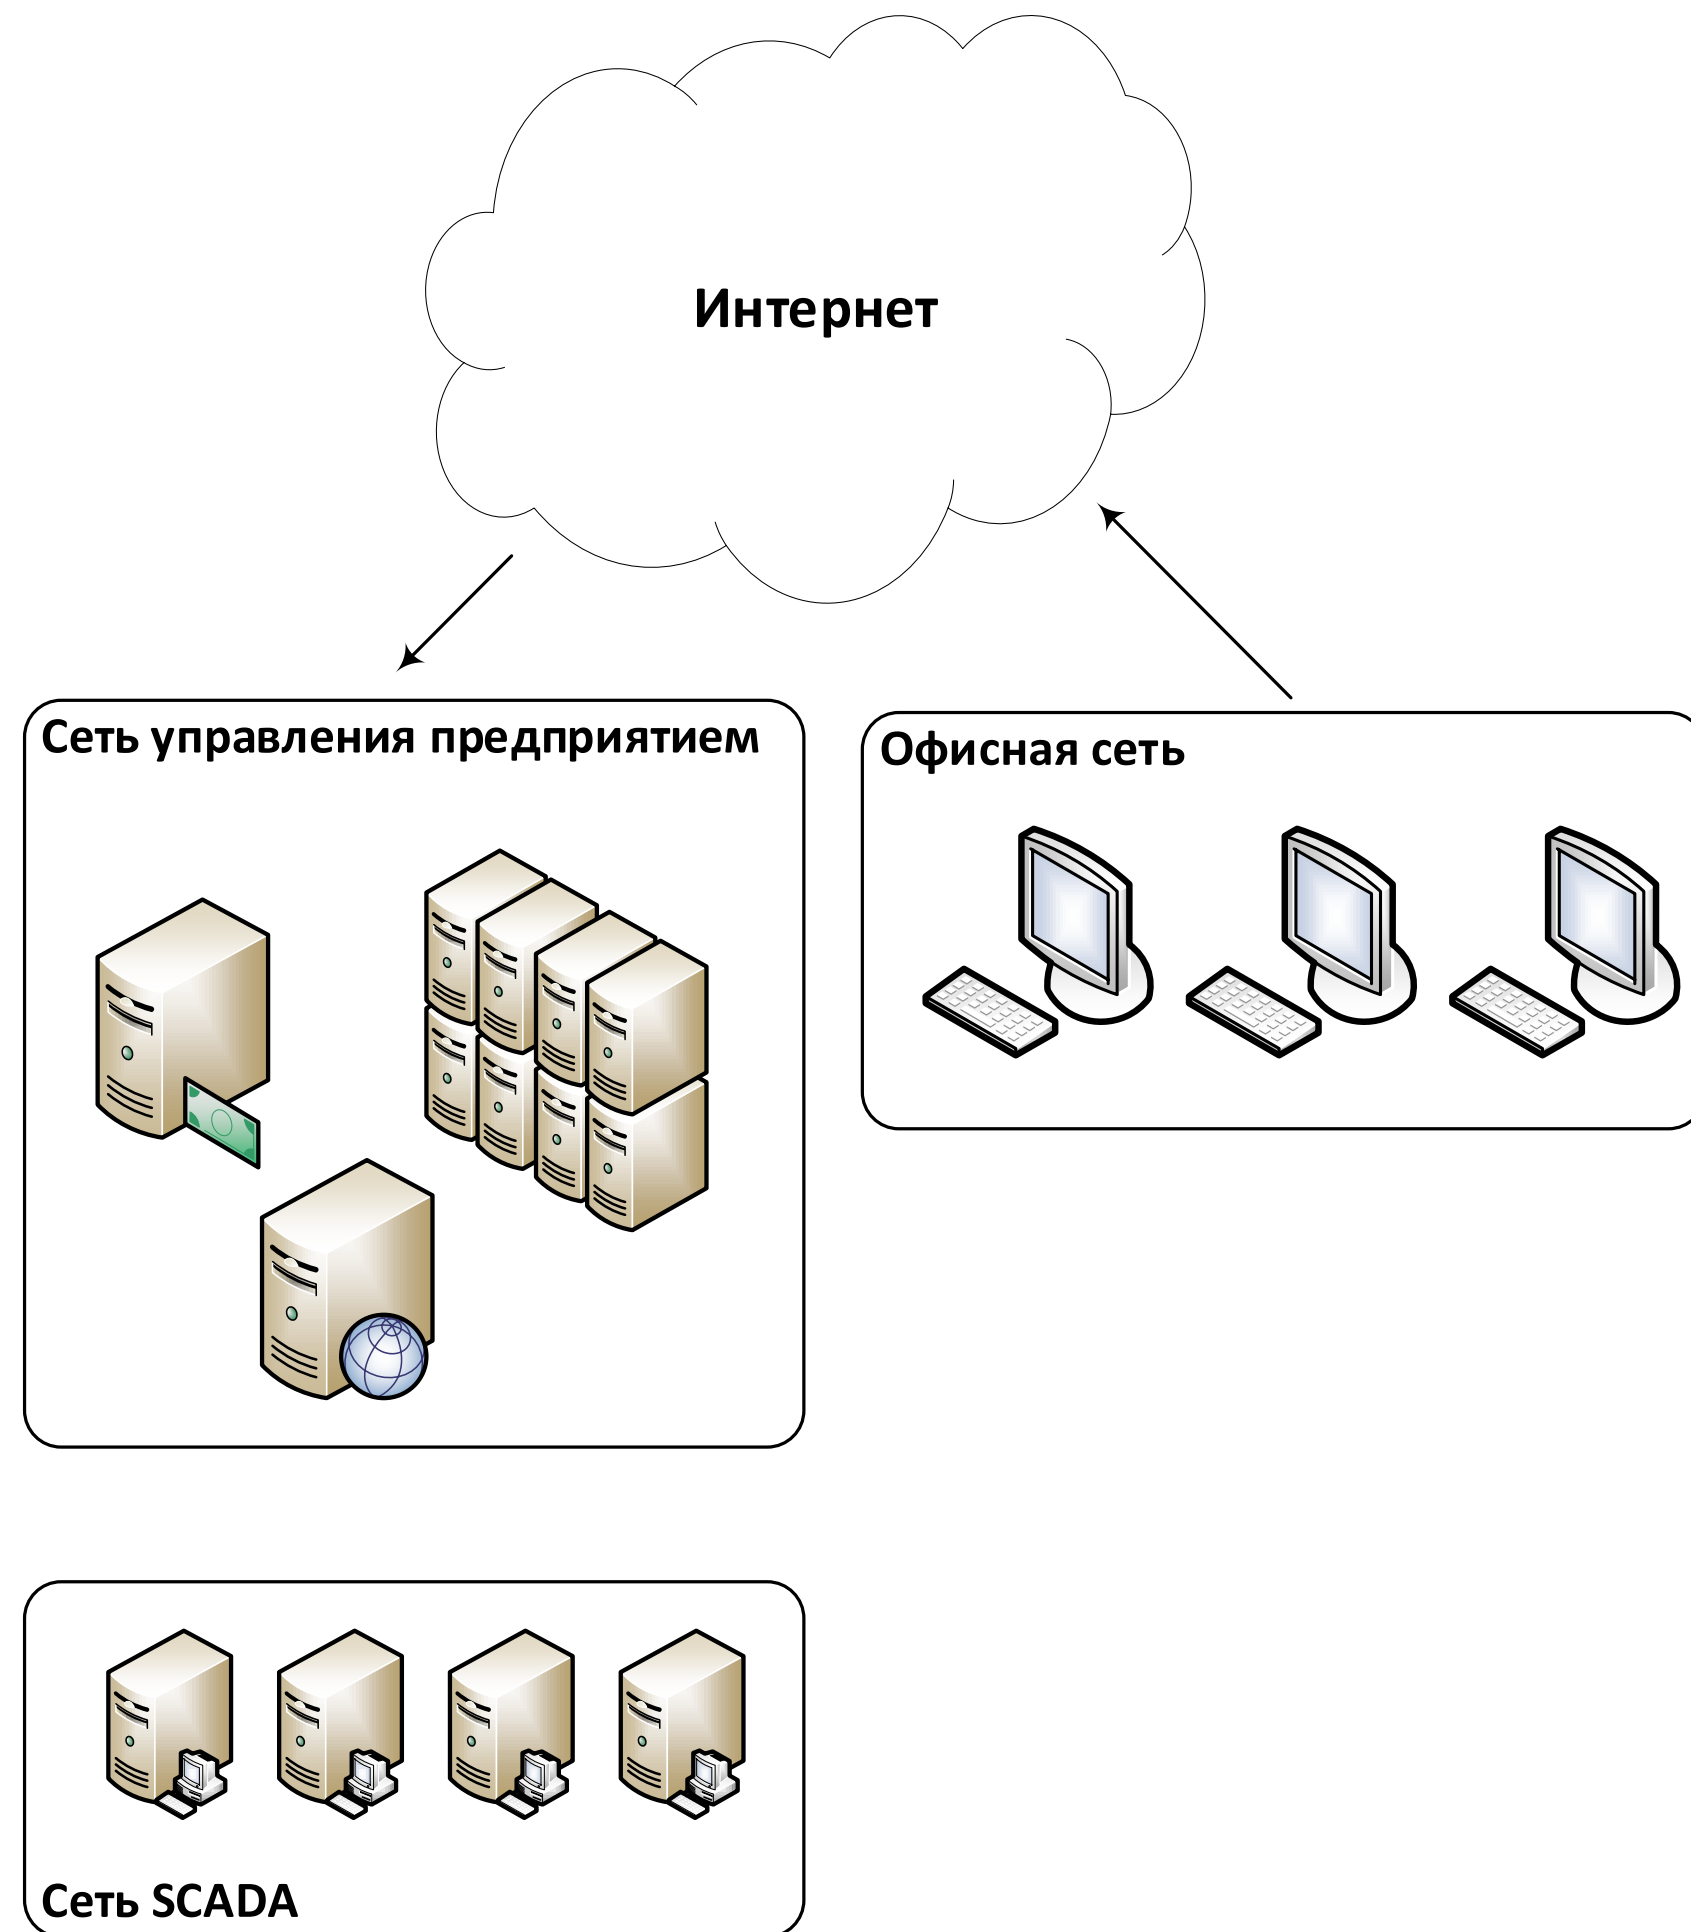 Интернет
Сеть управления предприятием
Офисная сеть
Сеть SCADA